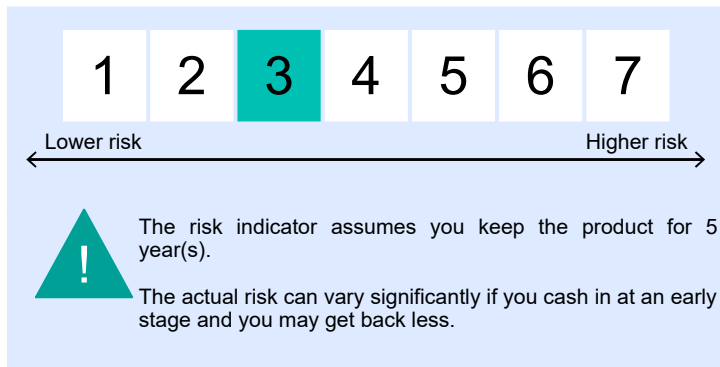 1 2 3 4 5 6 7
Lower risk Higher risk
!
The risk indicator assumes you keep the product for 5
year(s).
The actual risk can vary significantly if you cash in at an early
stage and you may get back less.